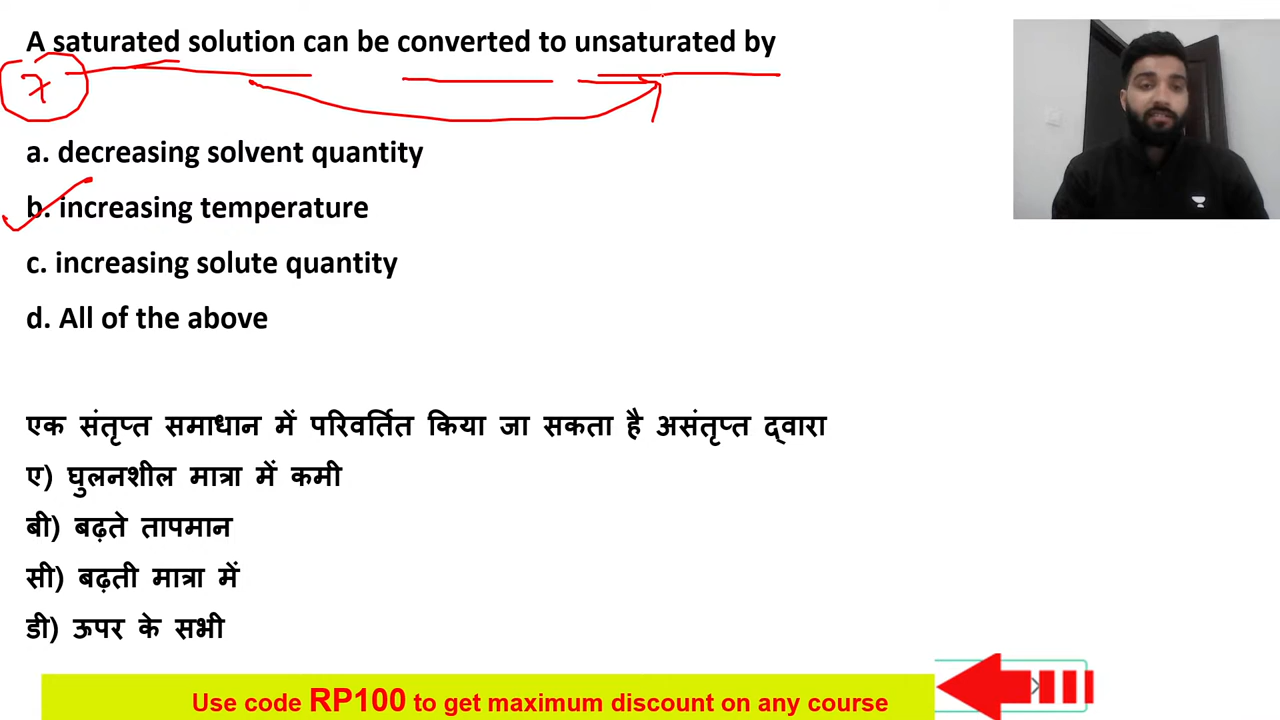 A saturated solution can be converted to unsaturated by
7
a. decreasing solvent quantity
b. increasing temperature
c. increasing solute quantity
d. All of the above
एक संतृप्त समाधान में परिवर्तित किया जा सकता है असंतृप्त द्वारा
ए) घुलनशील मात्रा में कमी
बी) बढ़ते तापमान
सी) बढ़ती मात्रा में
डी) ऊपर के सभी
Use code RP100 to get maximum discount on any course